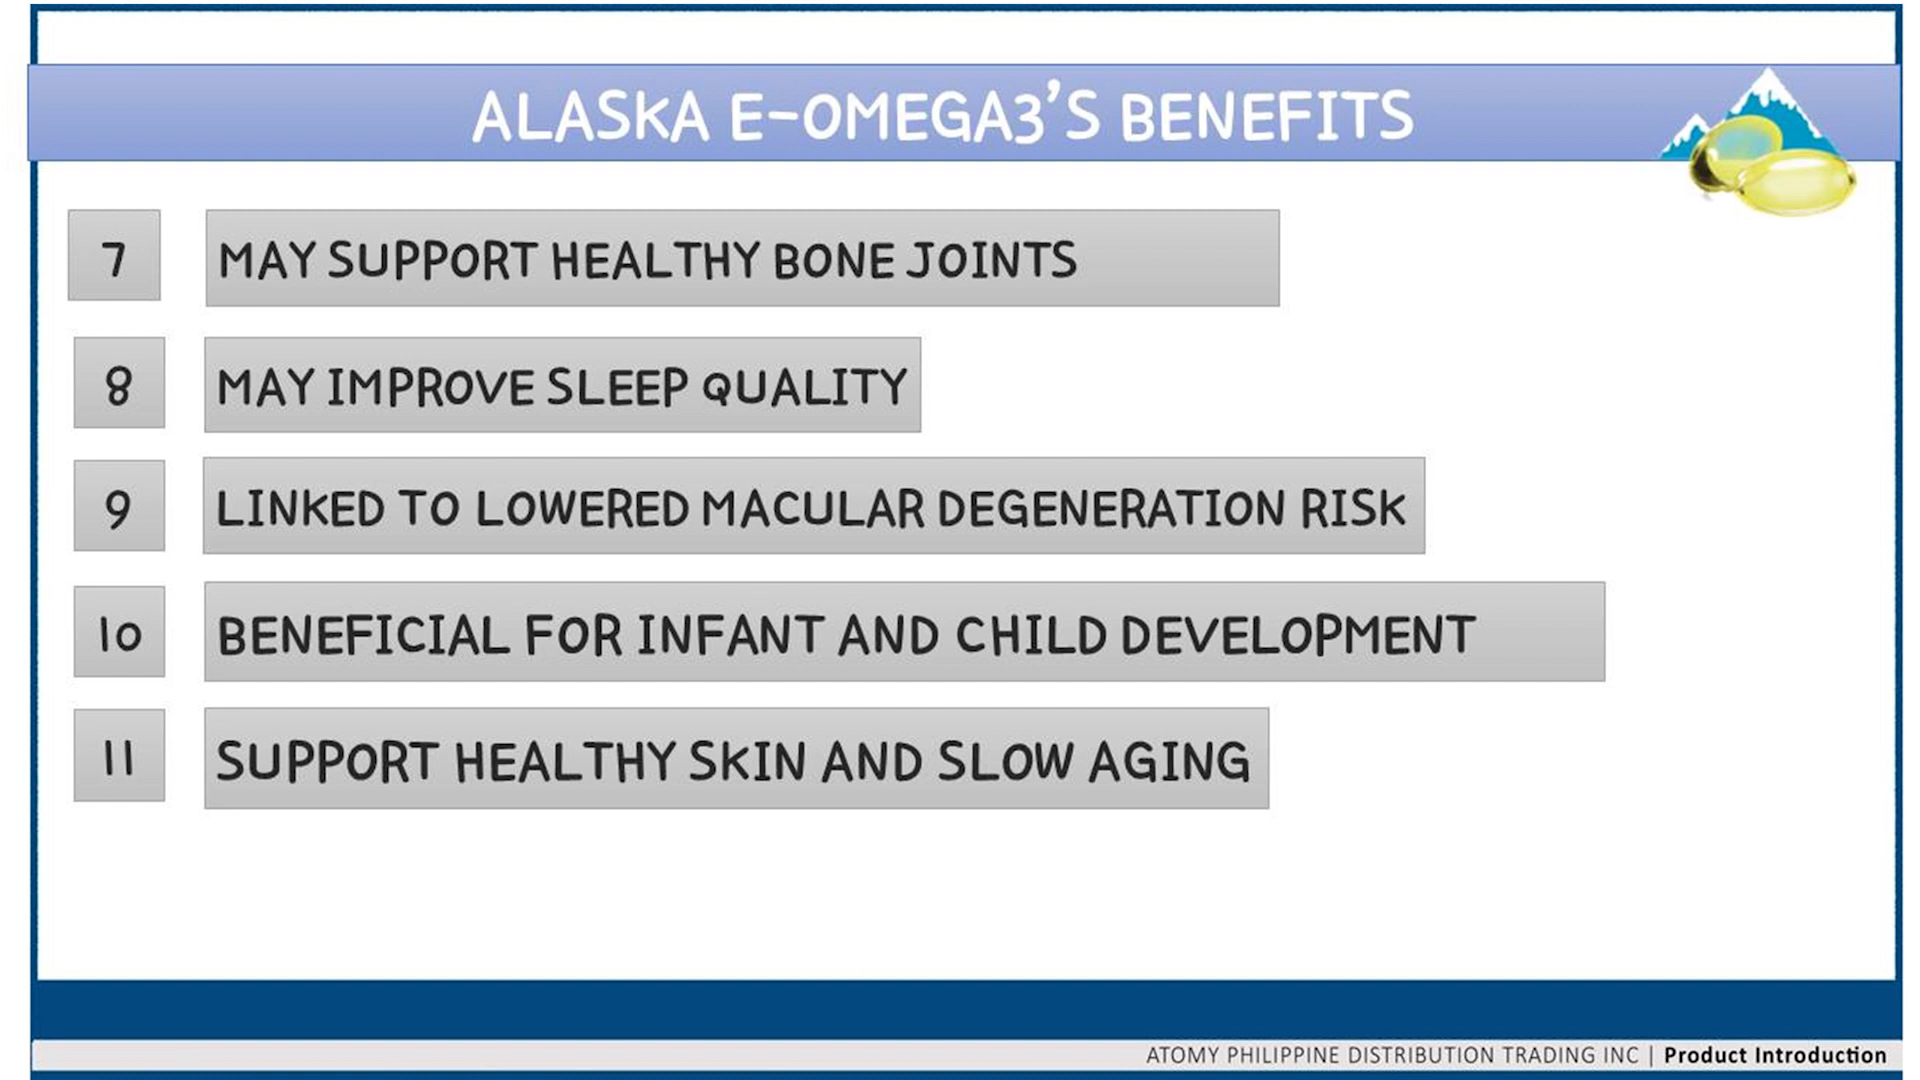 ALASKA E-OMEGA3'S BENEFITS
7 MAY SUPPORT HEALTHY BONE JOINTS
8 MAY IMPROVE SLEEP QUALITY
9 LINKED TO LOWERED MACULAR DEGENERATION RISK
10 BENEFICIAL FOR INFANT AND CHILD DEVELOPMENT
11 SUPPORT HEALTHY SKIN AND SLOW AGING
ATOMY PHILIPPINE DISTRIBUTION TRADING INC | Product Introduction